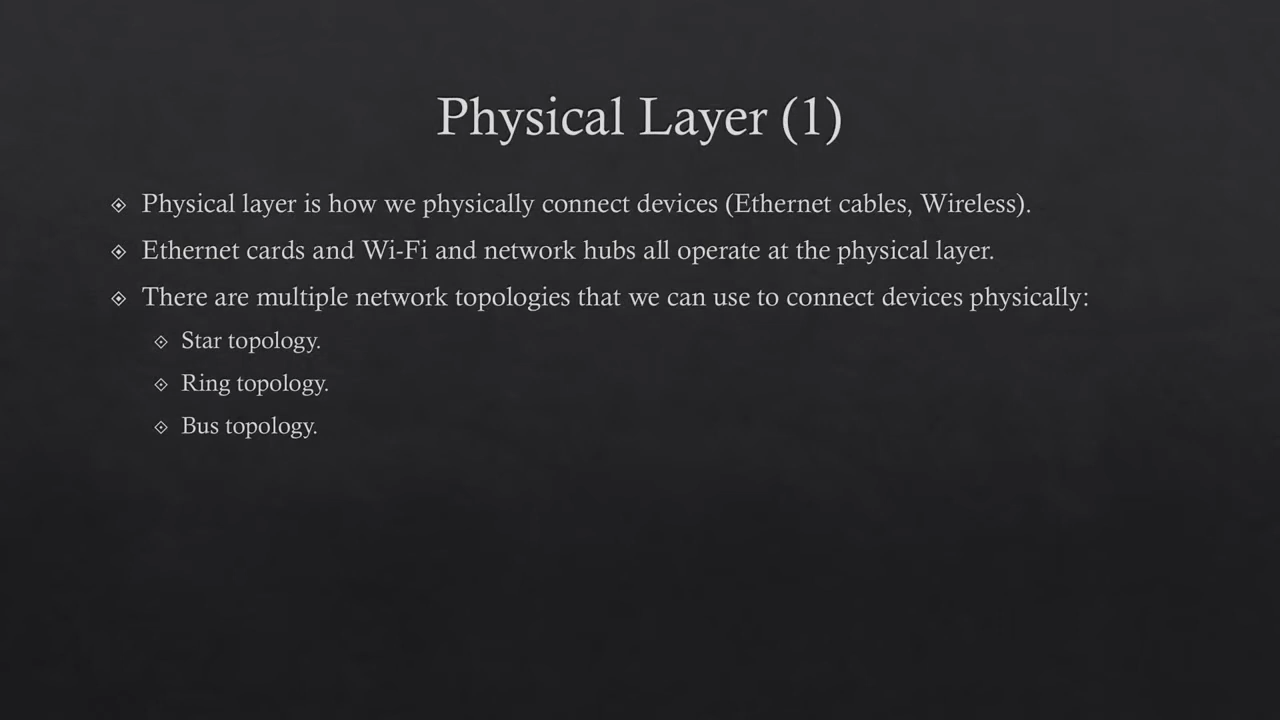 Physical Layer (1)
Physical layer is how we physically connect devices (Ethernet cables, Wireless).
Ethernet cards and Wi-Fi and network hubs all operate at the physical layer.
There are multiple network topologies that we can use to connect devices physically:
Star topology.
Ring topology.
Bus topology.